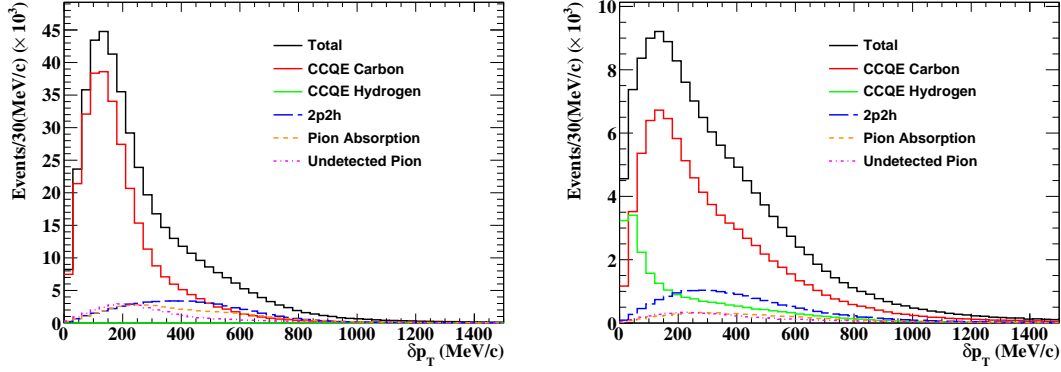 Events/30(MeV/c) (× 10³)
45
40
35
30
25
20
15
10
5
0
0 200 400 600 800 1000 1200 1400
δp_T (MeV/c)
Total
CCQE Carbon
CCQE Hydrogen
2p2h
Pion Absorption
Undetected Pion
Events/30(MeV/c) (× 10³)
10
8
6
4
2
0
0 200 400 600 800 1000 1200 1400
δp_T (MeV/c)
Total
CCQE Carbon
CCQE Hydrogen
2p2h
Pion Absorption
Undetected Pion